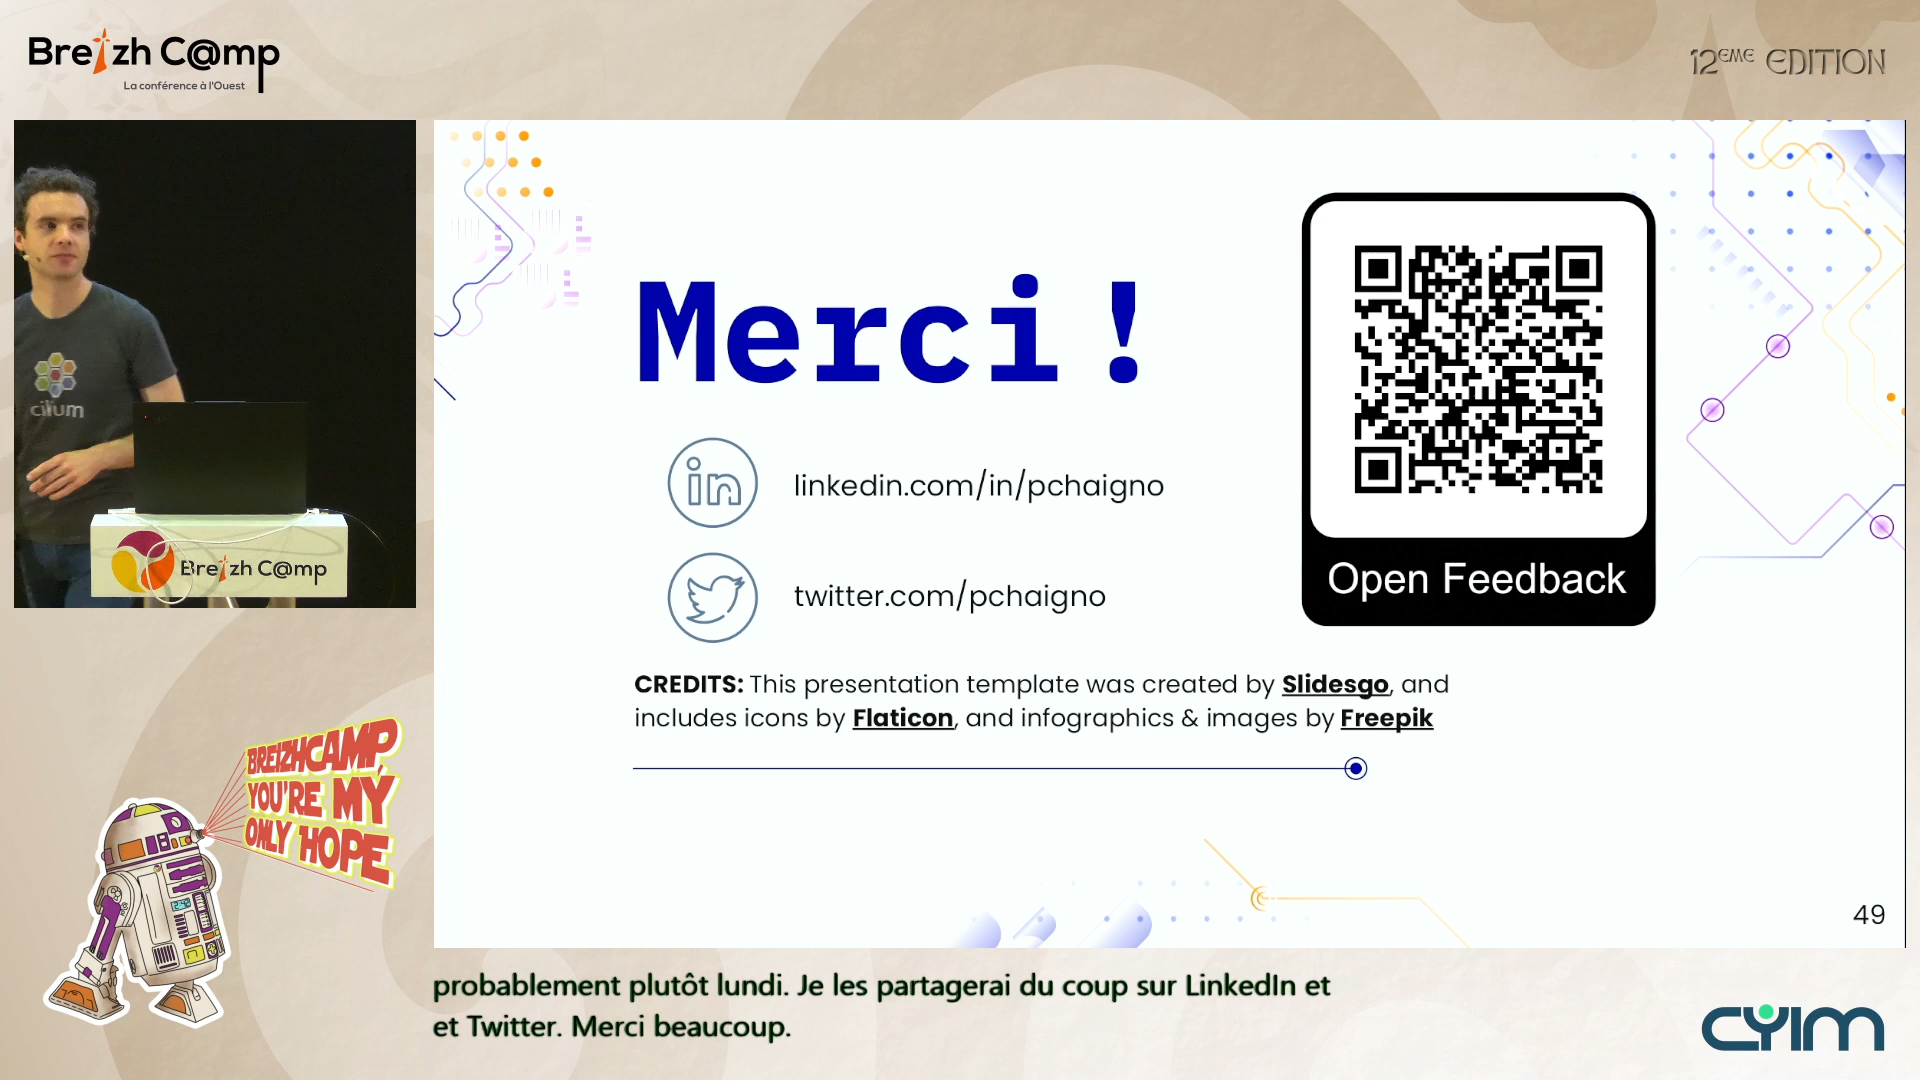 Breizh C@mp
La conférence à l'Ouest
12ÈME EDITION
cilium
Breizh C@mp
Merci !
in
linkedin.com/in/pchaigno
twitter.com/pchaigno
Open Feedback
CREDITS: This presentation template was created by Slidesgo, and
includes icons by Flaticon, and infographics & images by Freepik
49
BREIZHCAMP,
YOU'RE MY
ONLY HOPE
probablement plutôt lundi. Je les partagerai du coup sur LinkedIn et
et Twitter. Merci beaucoup.
CYIM